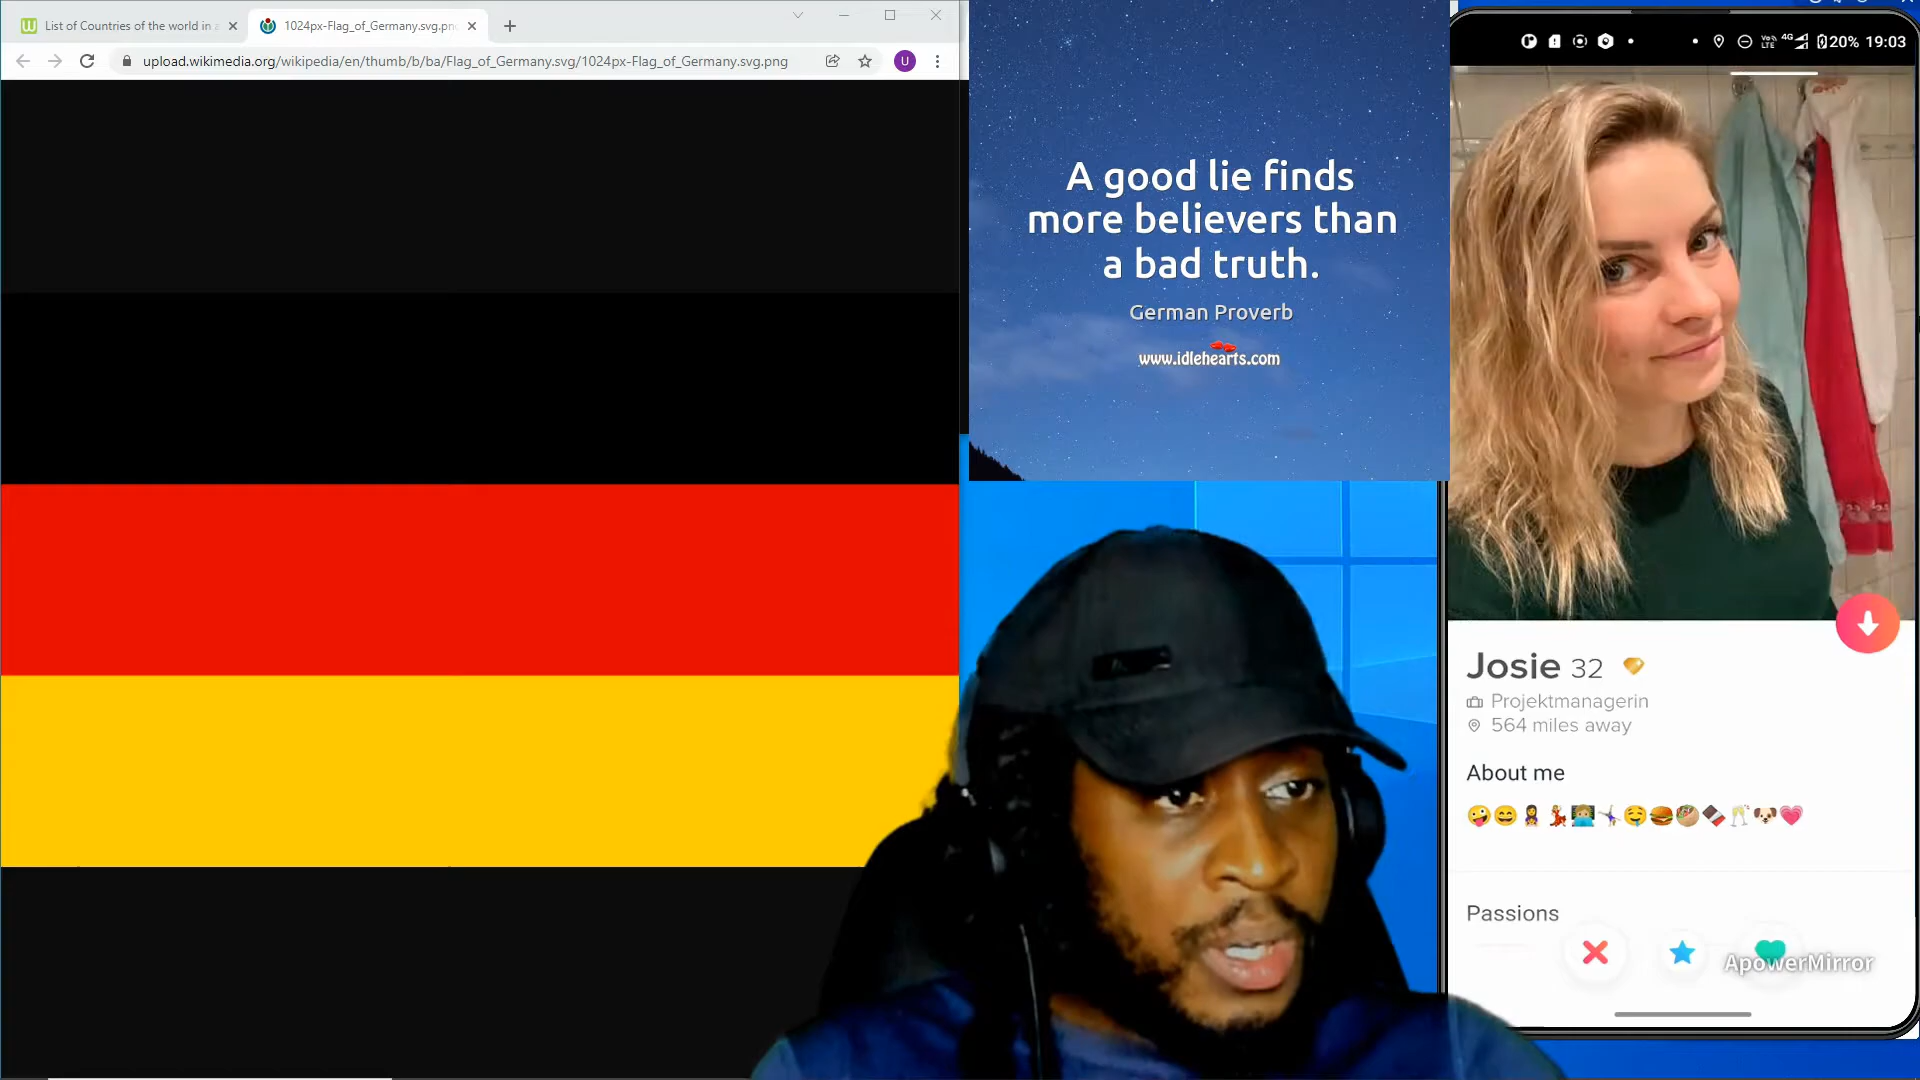 List of Countries of the world in a
1024px-Flag_of_Germany.svg.pn
upload.wikimedia.org/wikipedia/en/thumb/b/ba/Flag_of_Germany.svg/1024px-Flag_of_Germany.svg.png
U
A good lie finds
more believers than
a bad truth.
German Proverb
www.idlehearts.com
4G
20% 19:03
Josie 32
Projektmanagerin
564 miles away
About me
Passions
ApowerMirror